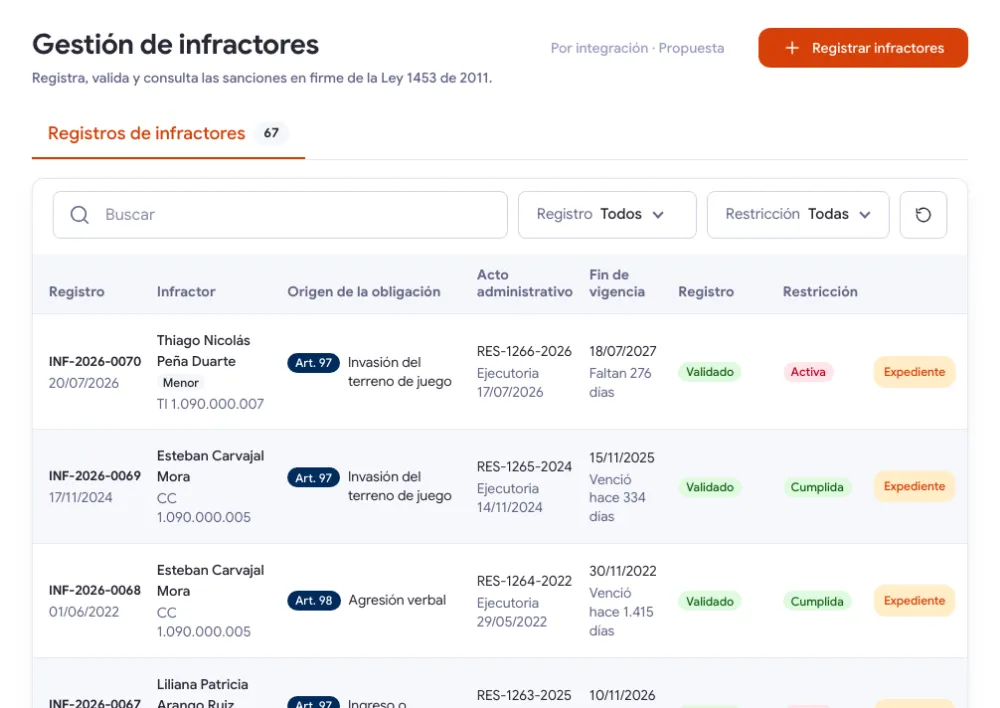 Gestión de infractores
Por integración · Propuesta
Registrar infractores
Registra, valida y consulta las sanciones en firme de la Ley 1453 de 2011.
Registros de infractores 67
Buscar
Registro Todos
Restricción Todas
Registro
Infractor
Origen de la obligación
Acto
administrativo
Fin de
vigencia
Registro
Restricción
INF-2026-0070
20/07/2026
Thiago Nicolás
Peña Duarte
Menor
TI 1.090.000.007
Art. 97
Invasión del
terreno de juego
RES-1266-2026
Ejecutoria
17/07/2026
18/07/2027
Faltan 276
días
Validado
Activa
Expediente
INF-2026-0069
17/11/2024
Esteban Carvajal
Mora
CC
1.090.000.005
Art. 97
Invasión del
terreno de juego
RES-1265-2024
Ejecutoria
14/11/2024
15/11/2025
Venció
hace 334
días
Validado
Cumplida
Expediente
INF-2026-0068
01/06/2022
Esteban Carvajal
Mora
CC
1.090.000.005
Art. 98
Agresión verbal
RES-1264-2022
Ejecutoria
29/05/2022
30/11/2022
Venció
hace 1.415
días
Validado
Cumplida
Expediente
INF-2026-0067
Liliana Patricia
Arango Ruiz
Art. 97
Ingreso o
RES-1263-2025
10/11/2026